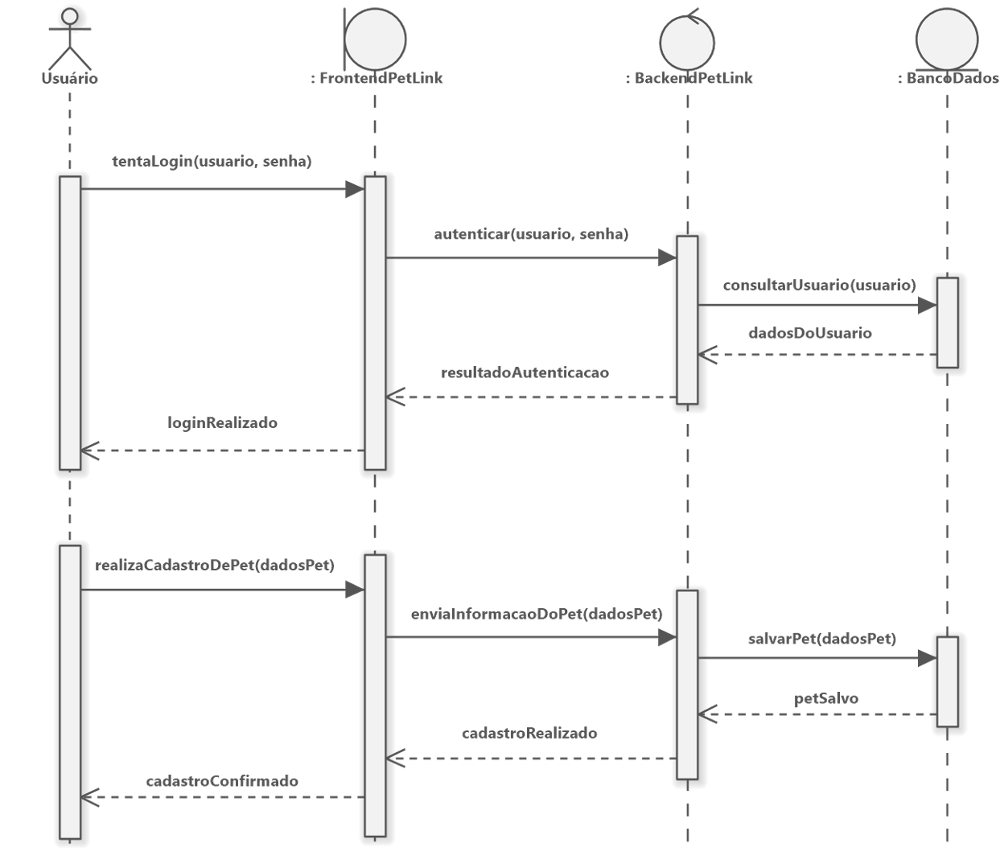 Usuário
: FrontendPetLink
: BackendPetLink
: BancoDados
tentaLogin(usuario, senha)
autenticar(usuario, senha)
consultarUsuario(usuario)
dadosDoUsuario
resultadoAutenticacao
loginRealizado
realizaCadastroDePet(dadosPet)
enviaInformacaoDoPet(dadosPet)
salvarPet(dadosPet)
petSalvo
cadastroRealizado
cadastroConfirmado